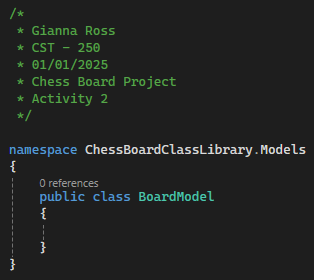 /*
 * Gianna Ross
 * CST - 250
 * 01/01/2025
 * Chess Board Project
 * Activity 2
 */
namespace ChessBoardClassLibrary.Models
{
0 references
public class BoardModel
{
}
}